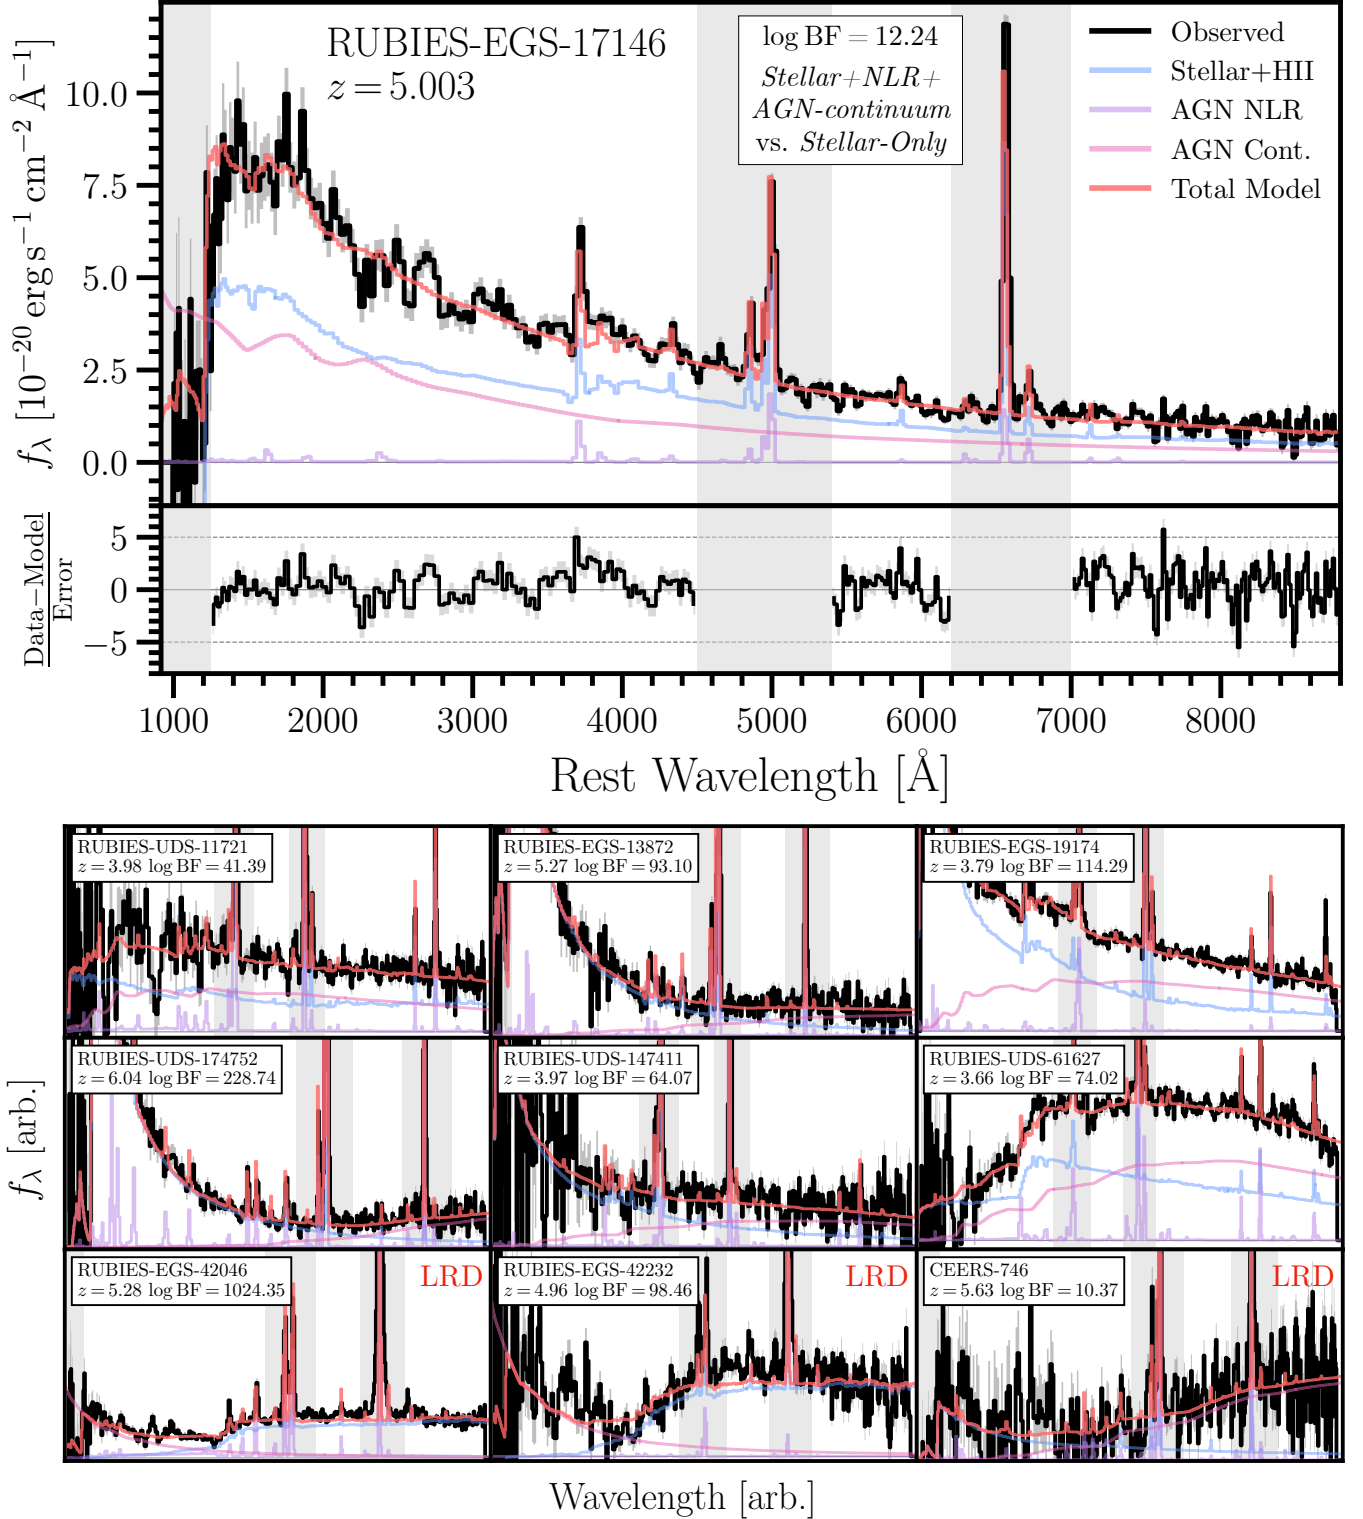 RUBIES-EGS-17146
z = 5.003
log BF = 12.24
Stellar+NLR+
AGN-continuum
vs. Stellar-Only
Observed
Stellar+HII
AGN NLR
AGN Cont.
Total Model
f_λ [10^−20 erg s^−1 cm^−2 Å^−1]
10.0
7.5
5.0
2.5
0.0
Data−Model
Error
5
0
−5
1000 2000 3000 4000 5000 6000 7000 8000
Rest Wavelength [Å]
RUBIES-UDS-11721
z = 3.98 log BF = 41.39
RUBIES-EGS-13872
z = 5.27 log BF = 93.10
RUBIES-EGS-19174
z = 3.79 log BF = 114.29
RUBIES-UDS-174752
z = 6.04 log BF = 228.74
RUBIES-UDS-147411
z = 3.97 log BF = 64.07
RUBIES-UDS-61627
z = 3.66 log BF = 74.02
RUBIES-EGS-42046
z = 5.28 log BF = 1024.35
LRD
RUBIES-EGS-42232
z = 4.96 log BF = 98.46
LRD
CEERS-746
z = 5.63 log BF = 10.37
LRD
f_λ [arb.]
Wavelength [arb.]